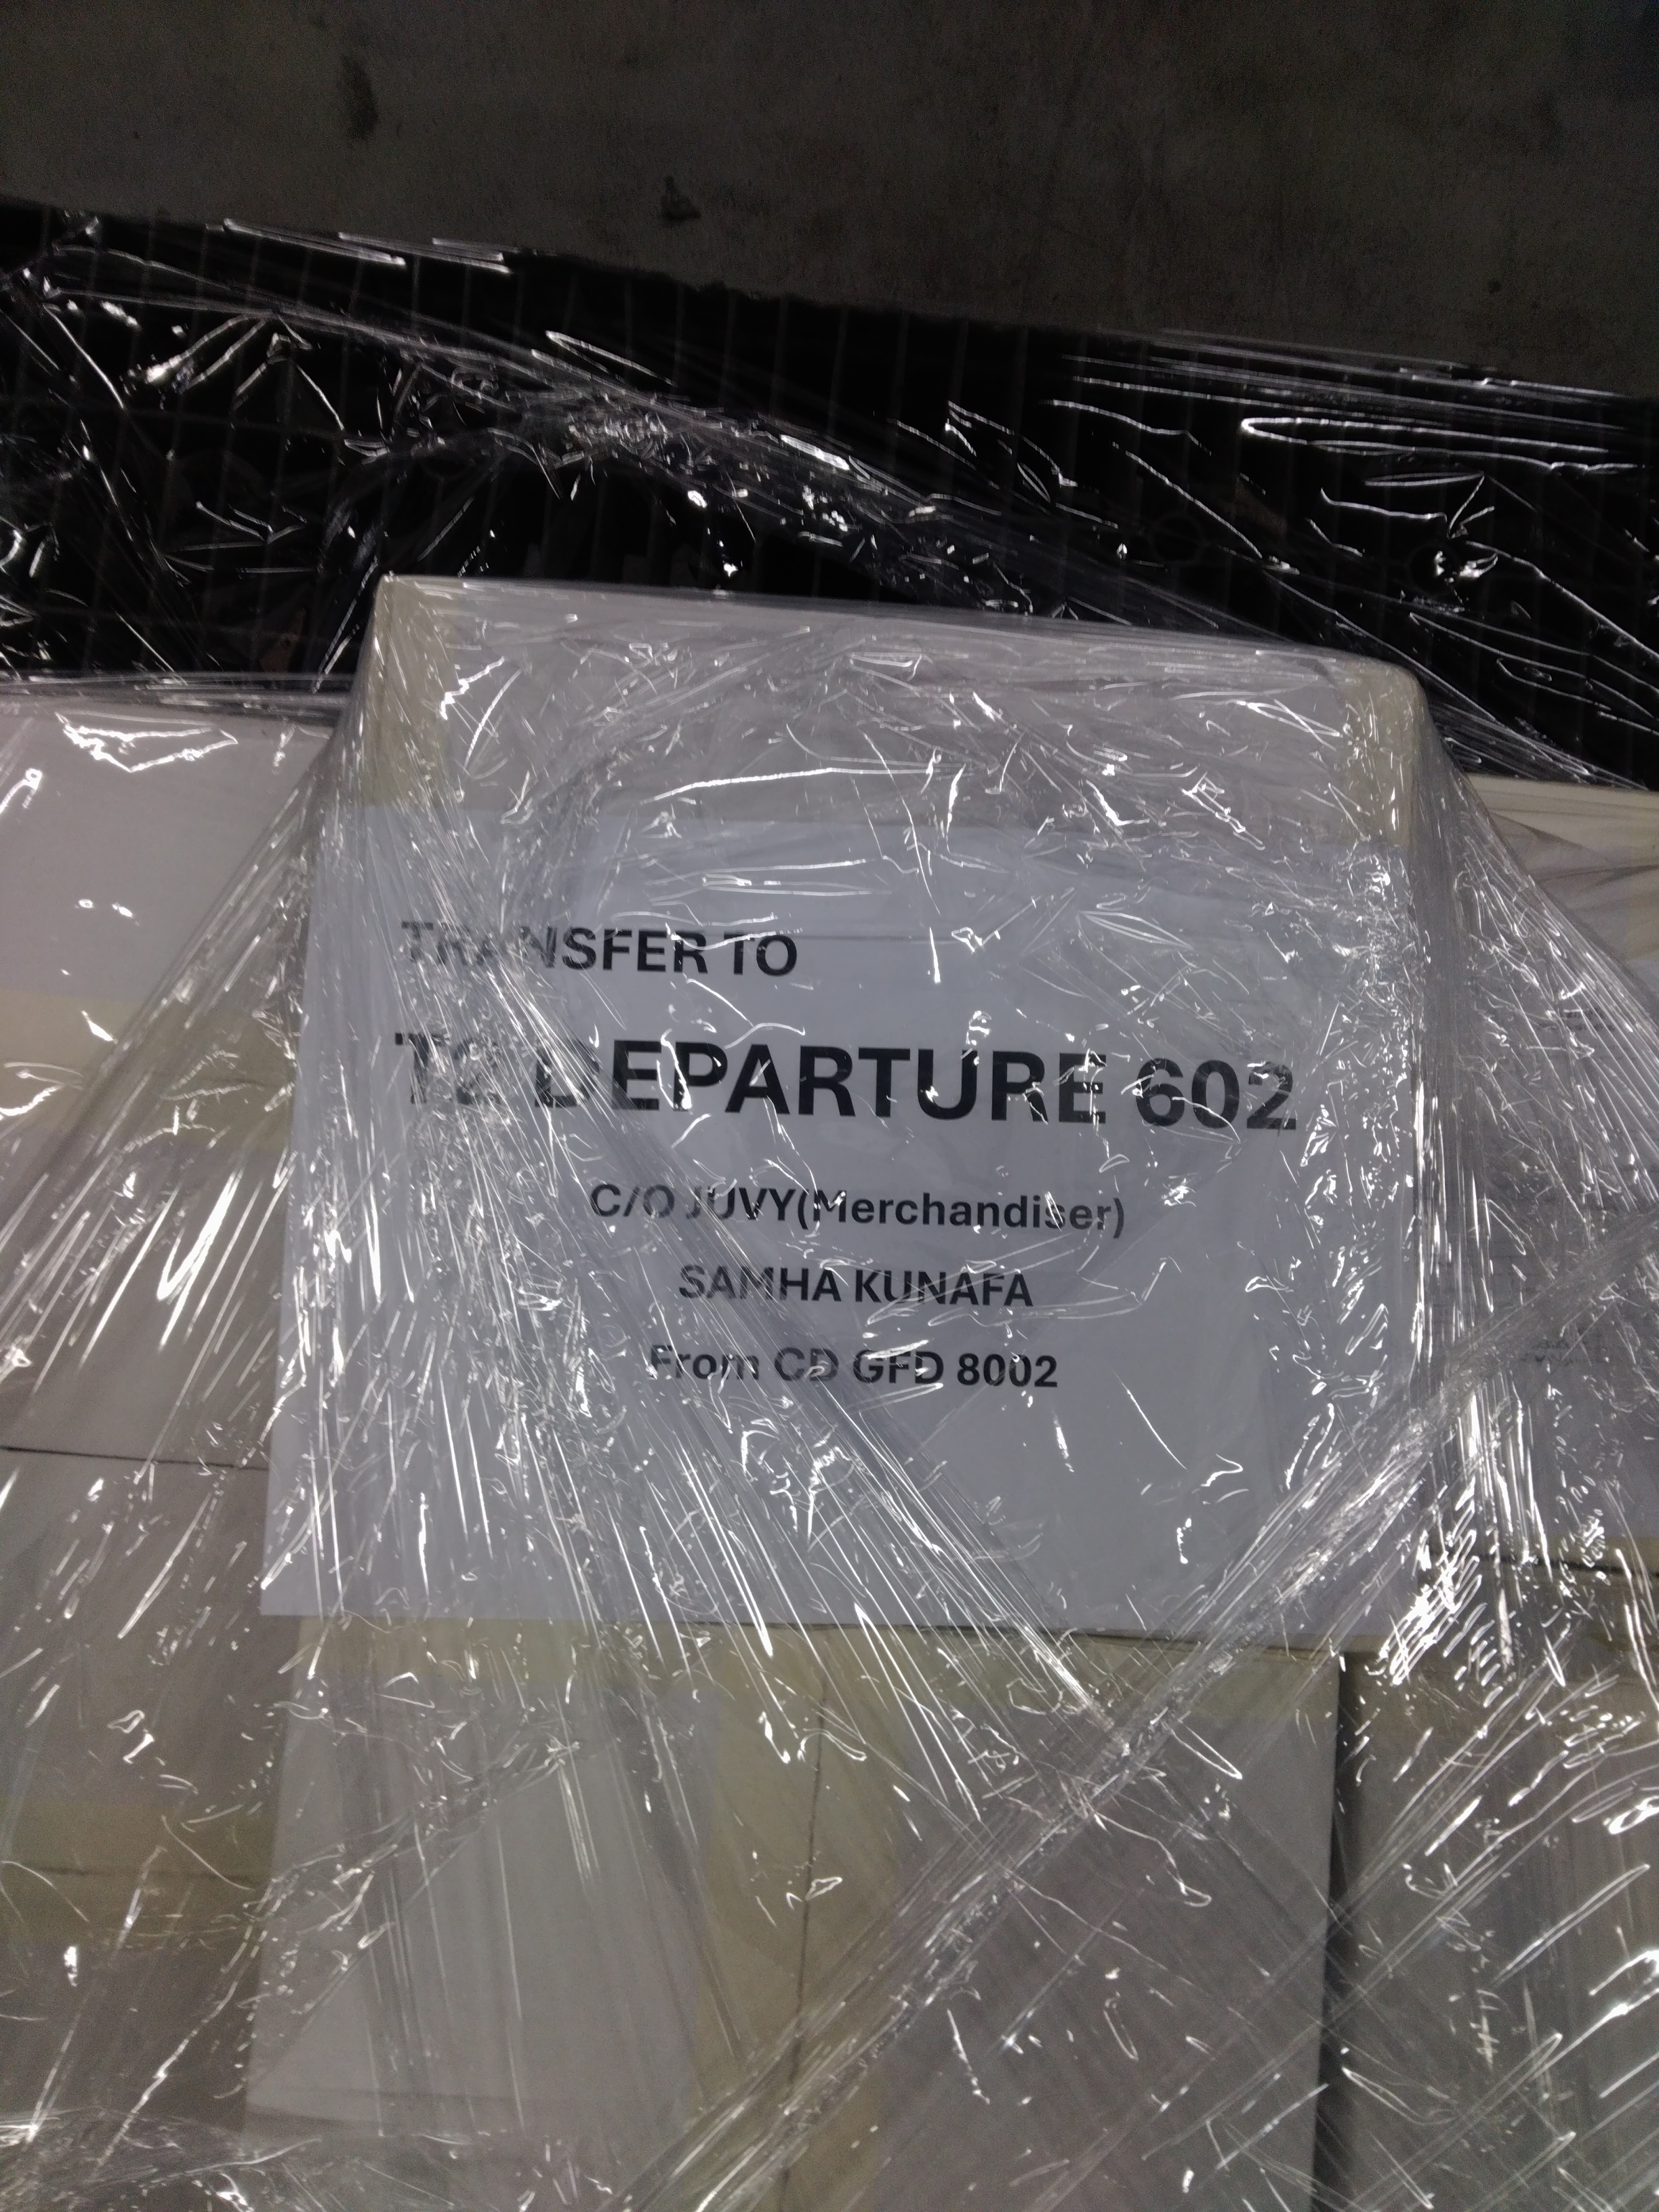 TRANSFER TO
T2 DEPARTURE 602
C/O JUVY(Merchandiser)
SAMHA KUNAFA
From CD GFD 8002